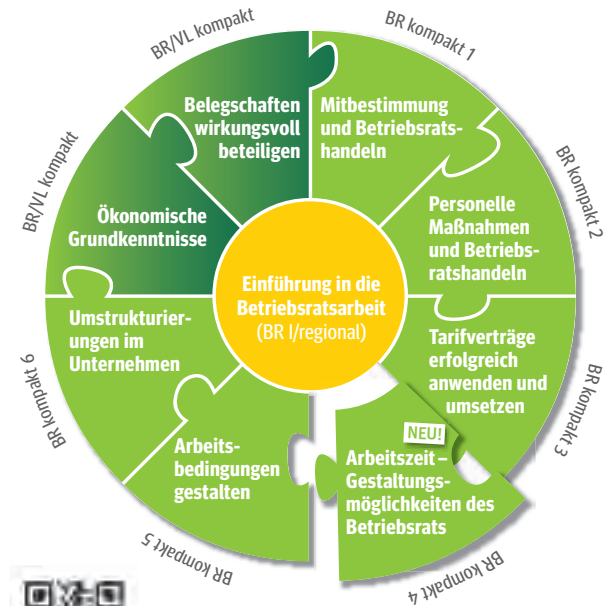 BR/VL kompakt
Belegschaften
wirkungsvoll
beteiligen
BR kompakt 1
Mitbestimmung
und Betriebsrats-
handeln
BR kompakt 2
Personelle
Maßnahmen
und Betriebs-
ratshandeln
BR/VL kompakt
Ökonomische
Grundkenntnisse
Einführung in die
Betriebsratsarbeit
(BR I/regional)
BR kompakt 3
Tarifverträge
erfolgreich
anwenden und
umsetzen
BR kompakt 6
Umstrukturier-
ungen im
Unternehmen
NEU!
BR kompakt 4
Arbeitszeit –
Gestaltungs-
möglichkeiten des
Betriebsrats
BR kompakt 5
Arbeits-
bedingungen
gestalten